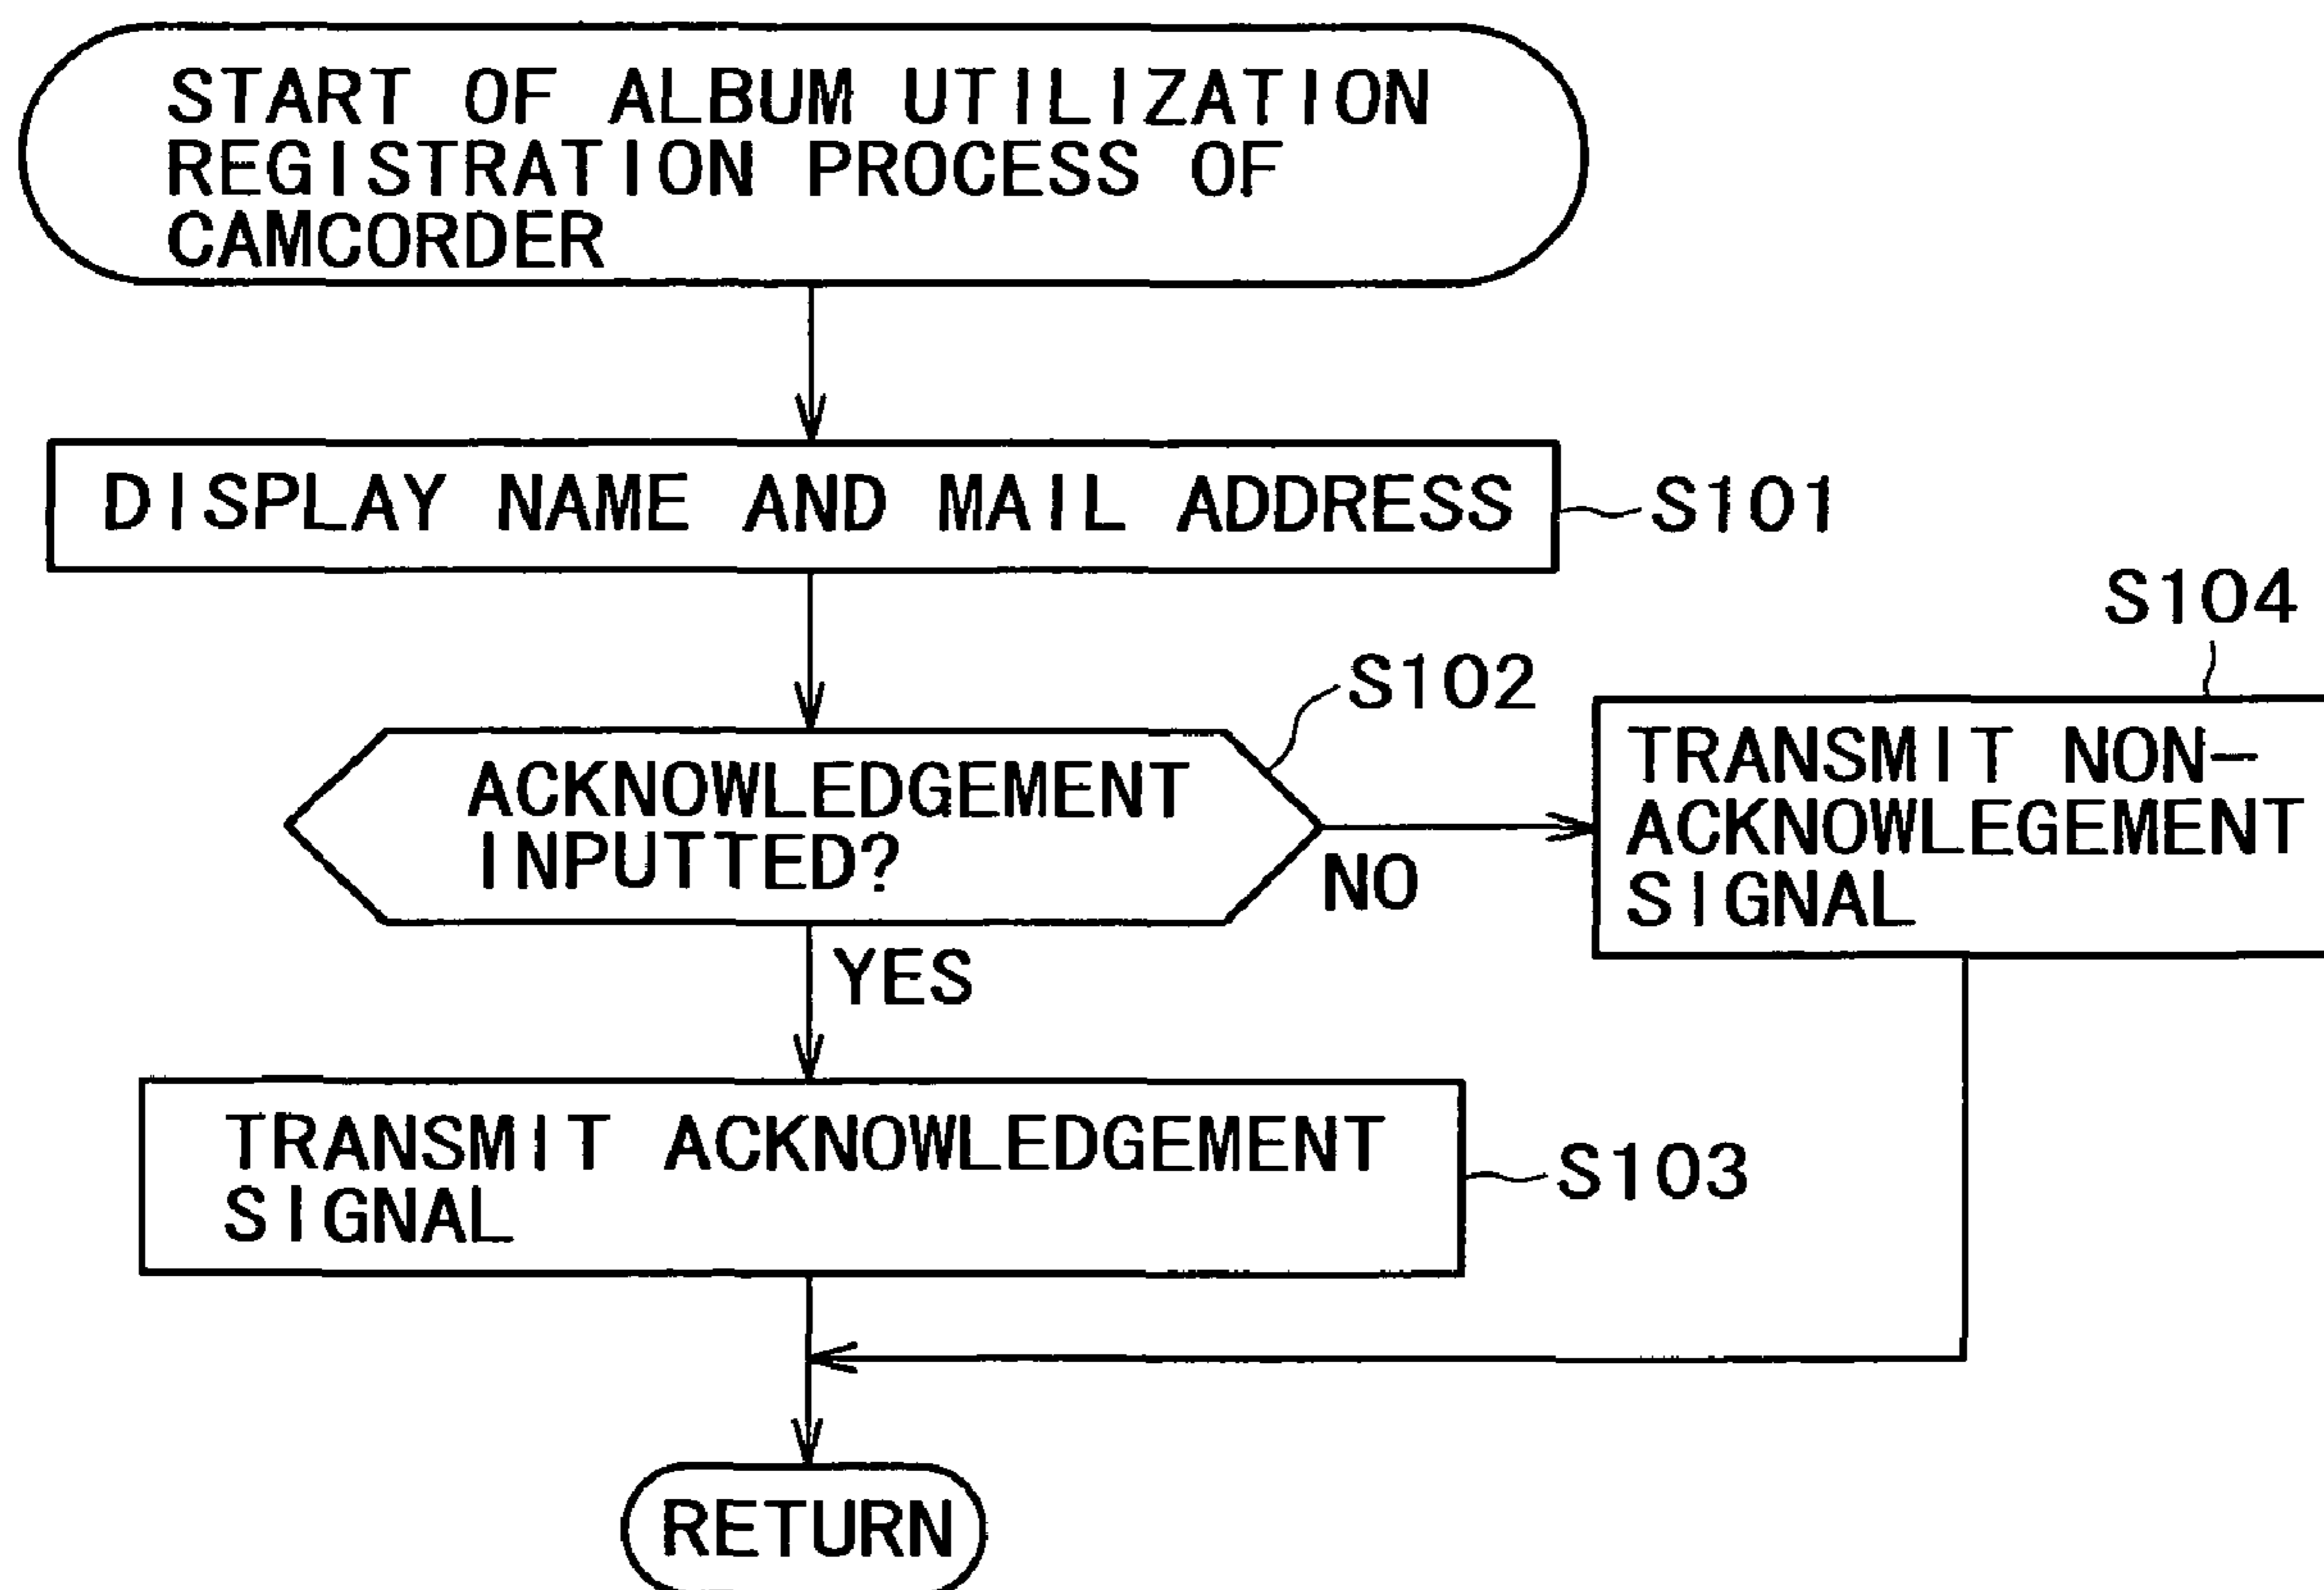 START OF ALBUM UTILIZATION
REGISTRATION PROCESS OF
CAMCORDER
DISPLAY NAME AND MAIL ADDRESS
S101
S104
S102
TRANSMIT NON-
ACKNOWLEGEMENT
SIGNAL
ACKNOWLEDGEMENT
INPUTTED?
NO
YES
TRANSMIT ACKNOWLEDGEMENT
SIGNAL
S103
RETURN